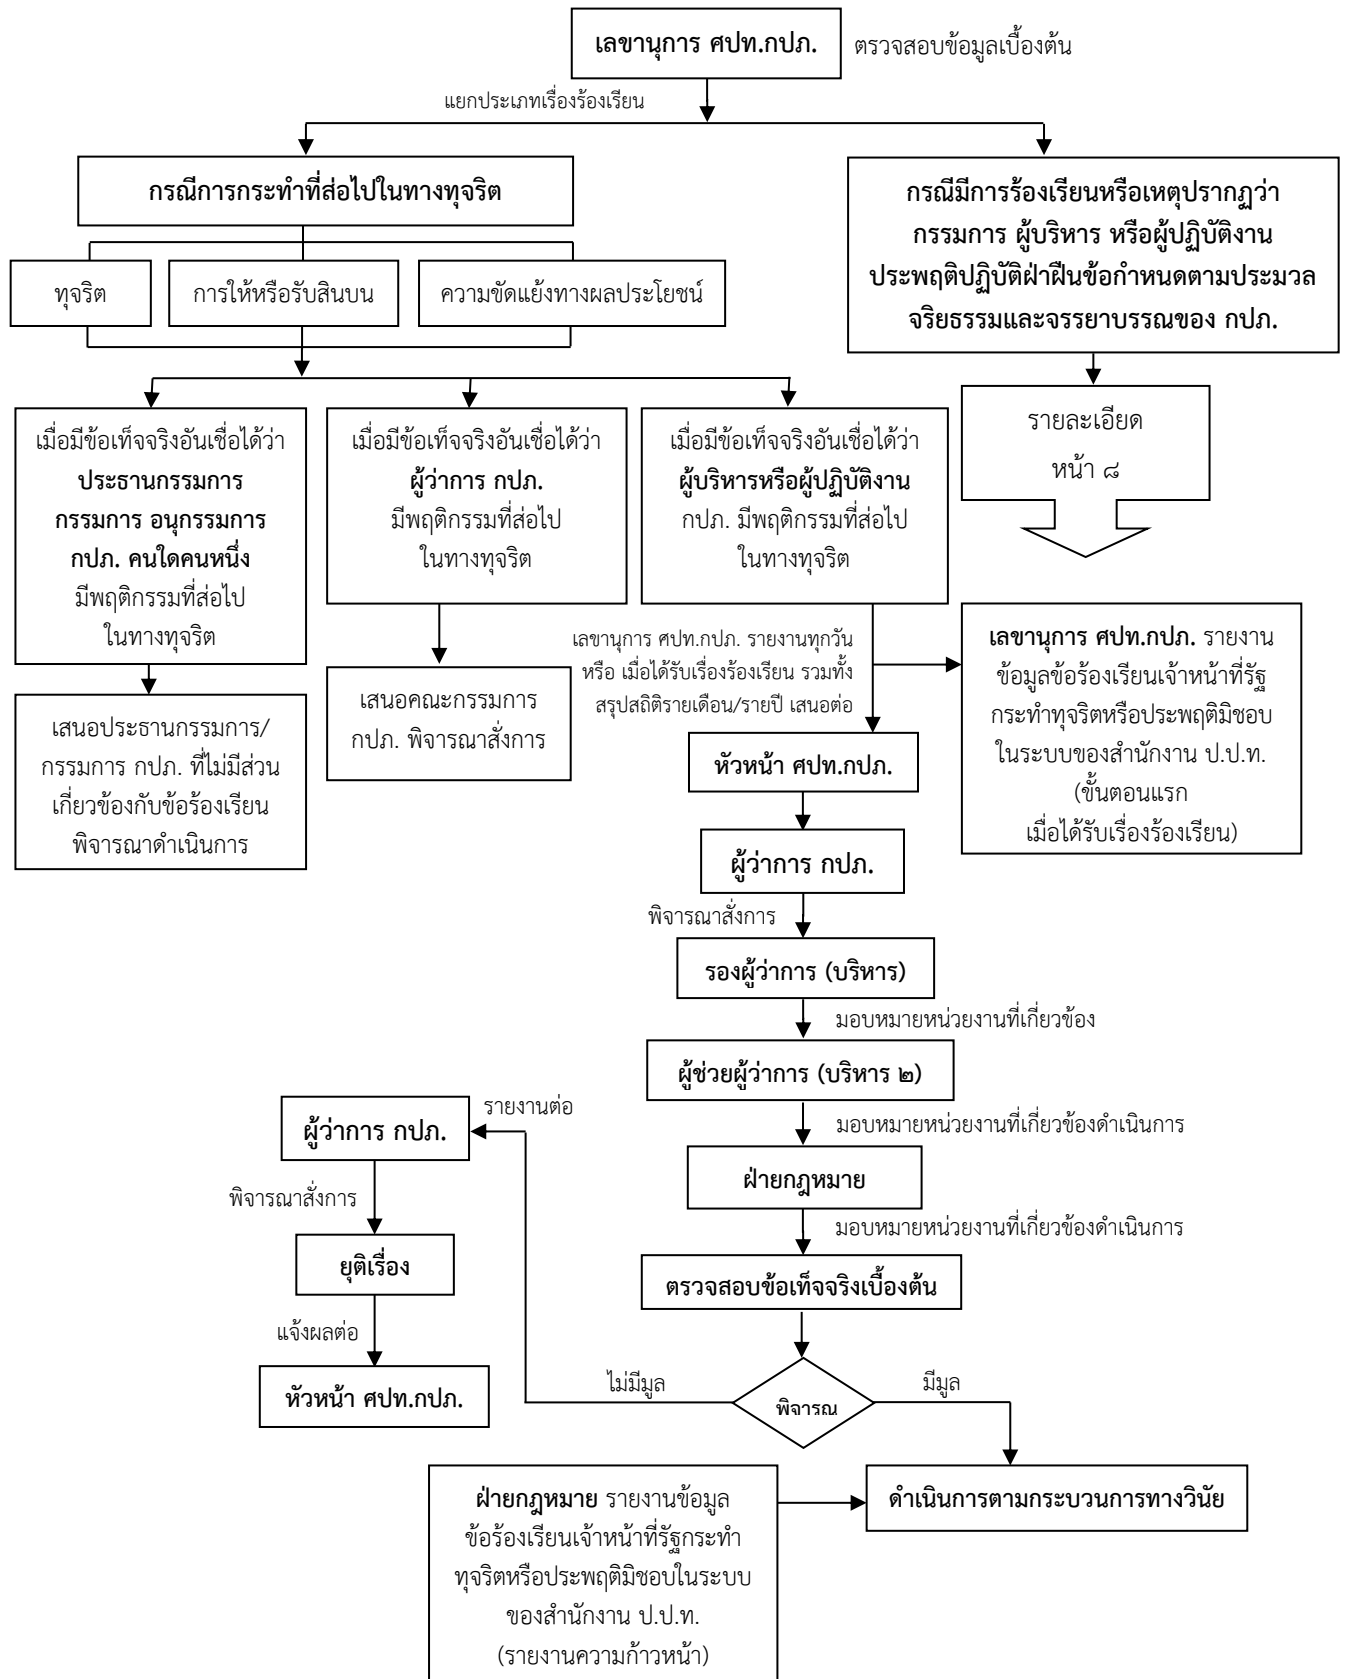 เลขานุการ ศปท.กปภ.
ตรวจสอบข้อมูลเบื้องต้น
แยกประเภทเรื่องร้องเรียน
กรณีการกระทำที่ส่อไปในทางทุจริต
กรณีมีการร้องเรียนหรือเหตุปรากฏว่า
กรรมการ ผู้บริหาร หรือผู้ปฏิบัติงาน
ประพฤติปฏิบัติฝ่าฝืนข้อกำหนดตามประมวล
จริยธรรมและจรรยาบรรณของ กปภ.
ทุจริต
การให้หรือรับสินบน
ความขัดแย้งทางผลประโยชน์
เมื่อมีข้อเท็จจริงอันเชื่อได้ว่า
ประธานกรรมการ
กรรมการ อนุกรรมการ
กปภ. คนใดคนหนึ่ง
มีพฤติกรรมที่ส่อไป
ในทางทุจริต
เมื่อมีข้อเท็จจริงอันเชื่อได้ว่า
ผู้ว่าการ กปภ.
มีพฤติกรรมที่ส่อไป
ในทางทุจริต
เมื่อมีข้อเท็จจริงอันเชื่อได้ว่า
ผู้บริหารหรือผู้ปฏิบัติงาน
กปภ. มีพฤติกรรมที่ส่อไป
ในทางทุจริต
รายละเอียด
หน้า ๘
เสนอประธานกรรมการ/
กรรมการ กปภ. ที่ไม่มีส่วน
เกี่ยวข้องกับข้อร้องเรียน
พิจารณาดำเนินการ
เสนอคณะกรรมการ
กปภ. พิจารณาสั่งการ
เลขานุการ ศปท.กปภ. รายงานทุกวัน
หรือ เมื่อได้รับเรื่องร้องเรียน รวมทั้ง
สรุปสถิติรายเดือน/รายปี เสนอต่อ
เลขานุการ ศปท.กปภ. รายงาน
ข้อมูลข้อร้องเรียนเจ้าหน้าที่รัฐ
กระทำทุจริตหรือประพฤติมิชอบ
ในระบบของสำนักงาน ป.ป.ท.
(ขั้นตอนแรก
เมื่อได้รับเรื่องร้องเรียน)
หัวหน้า ศปท.กปภ.
ผู้ว่าการ กปภ.
พิจารณาสั่งการ
รองผู้ว่าการ (บริหาร)
มอบหมายหน่วยงานที่เกี่ยวข้อง
ผู้ช่วยผู้ว่าการ (บริหาร ๒)
มอบหมายหน่วยงานที่เกี่ยวข้องดำเนินการ
ฝ่ายกฎหมาย
มอบหมายหน่วยงานที่เกี่ยวข้องดำเนินการ
ตรวจสอบข้อเท็จจริงเบื้องต้น
พิจารณ
ไม่มีมูล
มีมูล
รายงานต่อ
ผู้ว่าการ กปภ.
พิจารณาสั่งการ
ยุติเรื่อง
แจ้งผลต่อ
หัวหน้า ศปท.กปภ.
ฝ่ายกฎหมาย รายงานข้อมูล
ข้อร้องเรียนเจ้าหน้าที่รัฐกระทำ
ทุจริตหรือประพฤติมิชอบในระบบ
ของสำนักงาน ป.ป.ท.
(รายงานความก้าวหน้า)
ดำเนินการตามกระบวนการทางวินัย